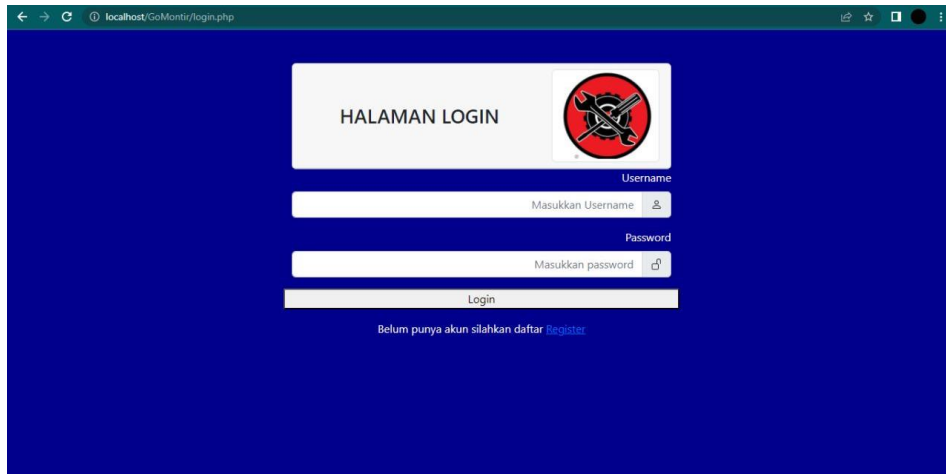 localhost/GoMontir/login.php
HALAMAN LOGIN
Username
Masukkan Username
Password
Masukkan password
Login
Belum punya akun silahkan daftar Register